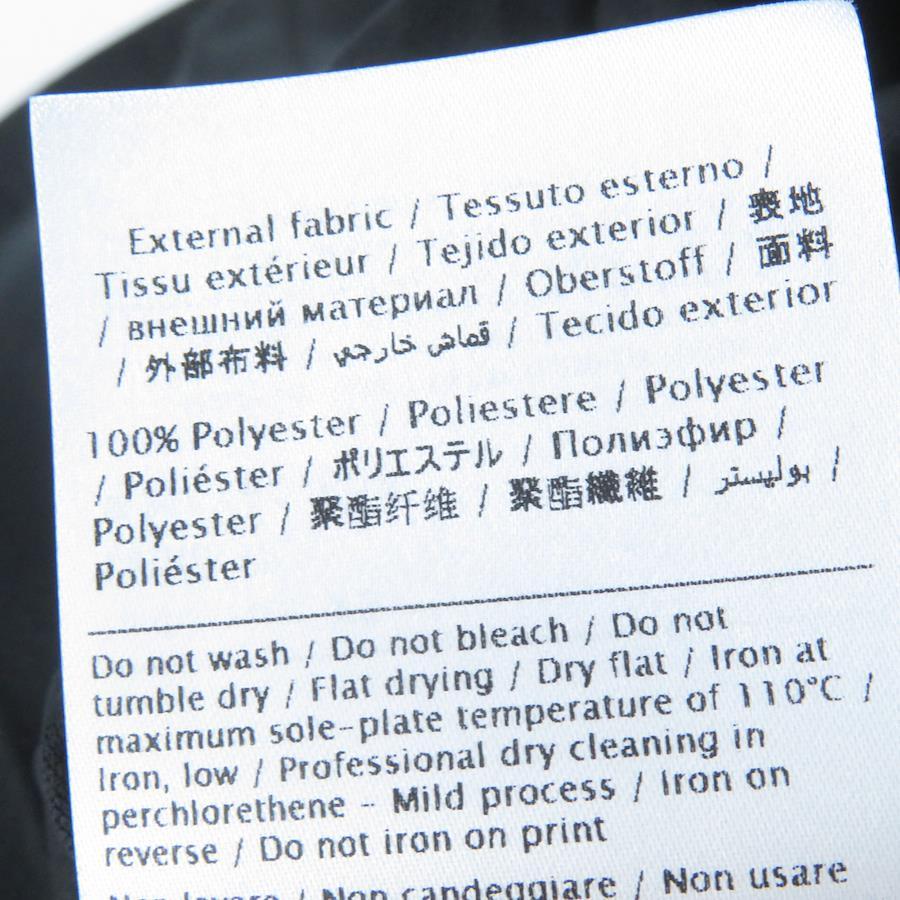 External fabric / Tessuto esterno /
Tissu extérieur / Tejido exterior / 表地
/ внешний материал / Oberstoff / 面料
/ 外部布料 / قماش خارجي / Tecido exterior
100% Polyester / Poliestere / Polyester
/ Poliéster / ポリエステル / Полиэфир /
Polyester / 聚酯纤维 / 聚酯纖維 / بوليستر /
Poliéster
Do not wash / Do not bleach / Do not
tumble dry / Flat drying / Dry flat / Iron at
maximum sole-plate temperature of 110°C /
Iron, low / Professional dry cleaning in
perchlorethene - Mild process / Iron on
reverse / Do not iron on print
Non lavare / Non candeggiare / Non usare